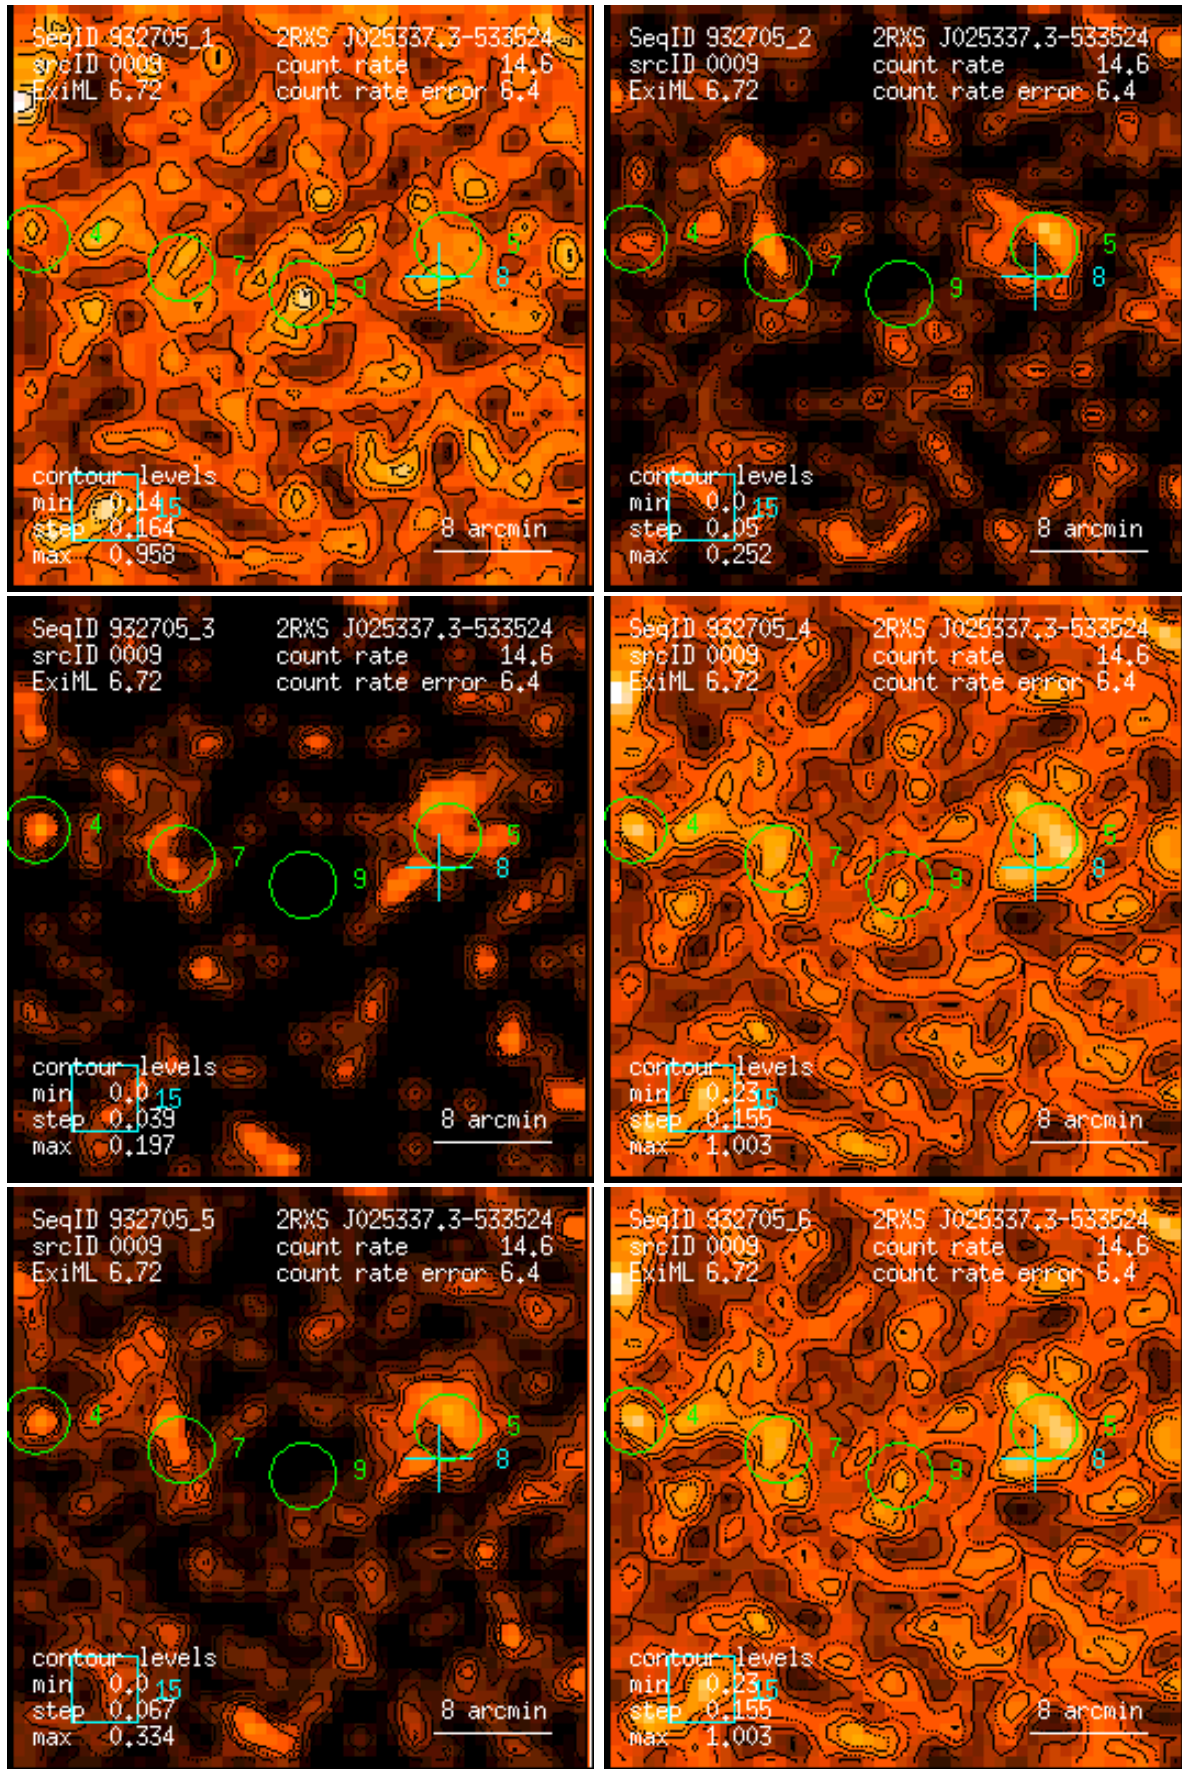 SeqID 932705_1 2RXS J025337.3-533524
srcID 0009 count rate 14.6
ExiML 6.72 count rate error 6.4
4
7
9
5
8
contour levels
min 0.14
15
step 0.164
max 0.958
8 arcmin
SeqID 932705_2 2RXS J025337.3-533524
srcID 0009 count rate 14.6
ExiML 6.72 count rate error 6.4
4
7
9
5
8
contour levels
min 0.0
15
step 0.05
max 0.252
8 arcmin
SeqID 932705_3 2RXS J025337.3-533524
srcID 0009 count rate 14.6
ExiML 6.72 count rate error 6.4
4
7
9
5
8
contour levels
min 0.0
15
step 0.039
max 0.197
8 arcmin
SeqID 932705_4 2RXS J025337.3-533524
srcID 0009 count rate 14.6
ExiML 6.72 count rate error 6.4
4
7
9
5
8
contour levels
min 0.23
15
step 0.155
max 1.003
8 arcmin
SeqID 932705_5 2RXS J025337.3-533524
srcID 0009 count rate 14.6
ExiML 6.72 count rate error 6.4
4
7
9
5
8
contour levels
min 0.0
15
step 0.067
max 0.334
8 arcmin
SeqID 932705_6 2RXS J025337.3-533524
srcID 0009 count rate 14.6
ExiML 6.72 count rate error 6.4
4
7
9
5
8
contour levels
min 0.23
15
step 0.155
max 1.003
8 arcmin